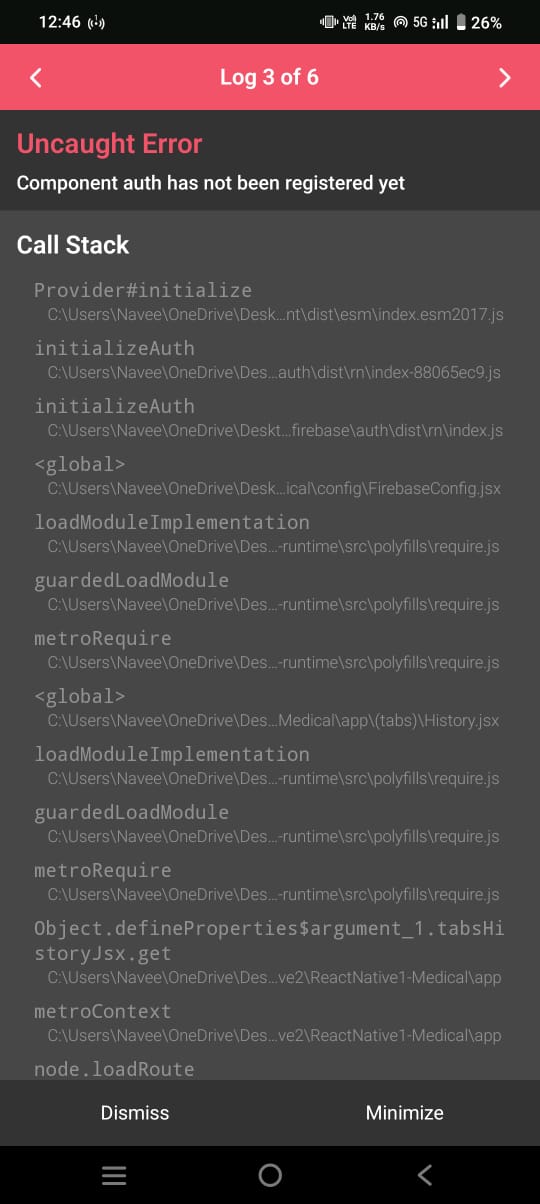 12:46
Vo) LTE 1.76 KB/s 5G 26%
Log 3 of 6
Uncaught Error
Component auth has not been registered yet
Call Stack
Provider#initialize
C:\Users\Navee\OneDrive\Desk...nt\dist\esm\index.esm2017.js
initializeAuth
C:\Users\Navee\OneDrive\Des...auth\dist\rn\index-88065ec9.js
initializeAuth
C:\Users\Navee\OneDrive\Deskt...firebase\auth\dist\rn\index.js
<global>
C:\Users\Navee\OneDrive\Desk...ical\config\FirebaseConfig.jsx
loadModuleImplementation
C:\Users\Navee\OneDrive\Des...-runtime\src\polyfills\require.js
guardedLoadModule
C:\Users\Navee\OneDrive\Des...-runtime\src\polyfills\require.js
metroRequire
C:\Users\Navee\OneDrive\Des...-runtime\src\polyfills\require.js
<global>
C:\Users\Navee\OneDrive\Des...Medical\app\(tabs)\History.jsx
loadModuleImplementation
C:\Users\Navee\OneDrive\Des...-runtime\src\polyfills\require.js
guardedLoadModule
C:\Users\Navee\OneDrive\Des...-runtime\src\polyfills\require.js
metroRequire
C:\Users\Navee\OneDrive\Des...-runtime\src\polyfills\require.js
Object.defineProperties$argument_1.tabsHi
storyJsx.get
C:\Users\Navee\OneDrive\Des...ve2\ReactNative1-Medical\app
metroContext
C:\Users\Navee\OneDrive\Des...ve2\ReactNative1-Medical\app
node.loadRoute
Dismiss Minimize